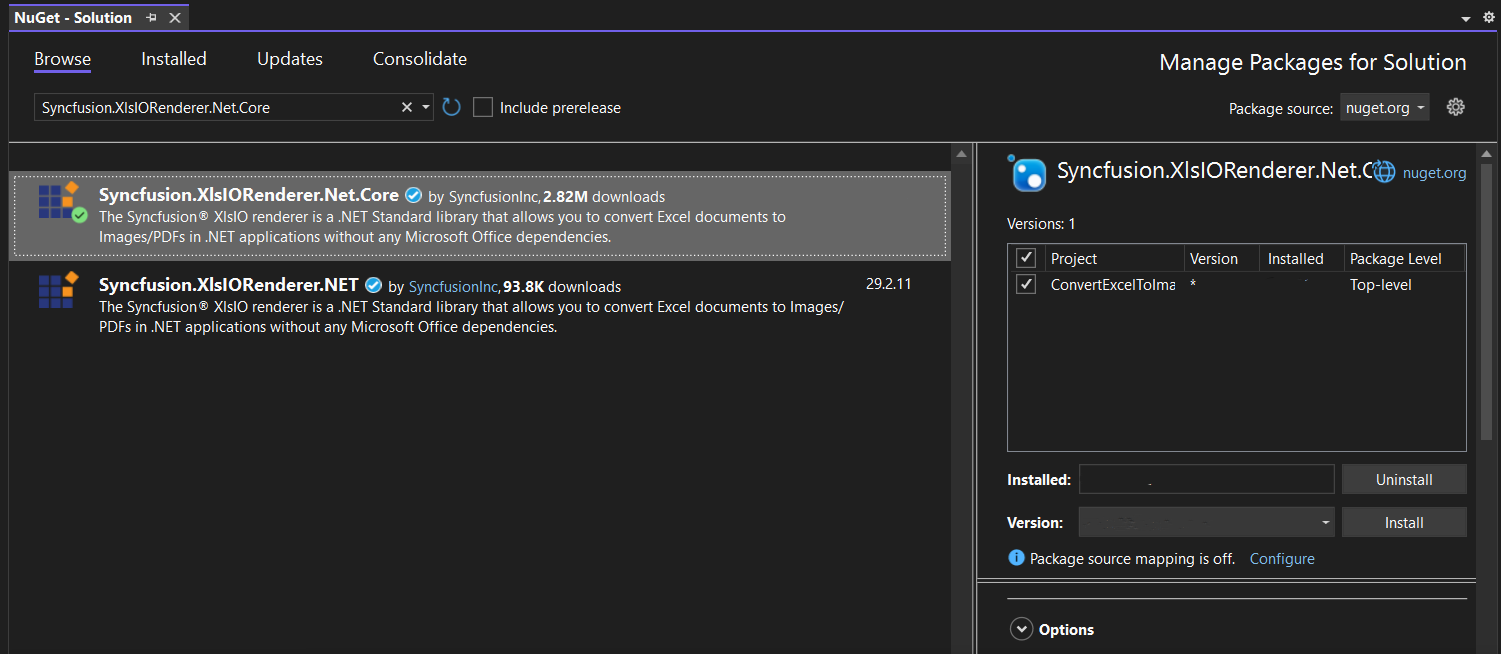 NuGet - Solution
Browse Installed Updates Consolidate
Manage Packages for Solution
Syncfusion.XlsIORenderer.Net.Core
Include prerelease
Package source: nuget.org
Syncfusion.XlsIORenderer.Net.Core by SyncfusionInc, 2.82M downloads
The Syncfusion® XlsIO renderer is a .NET Standard library that allows you to convert Excel documents to
Images/PDFs in .NET applications without any Microsoft Office dependencies.
Syncfusion.XlsIORenderer.NET by SyncfusionInc, 93.8K downloads 29.2.11
The Syncfusion® XlsIO renderer is a .NET Standard library that allows you to convert Excel documents to Images/
PDFs in .NET applications without any Microsoft Office dependencies.
Syncfusion.XlsIORenderer.Net.C nuget.org
Versions: 1
Project Version Installed Package Level
ConvertExcelToIma * Top-level
Installed: Uninstall
Version: Install
Package source mapping is off. Configure
Options